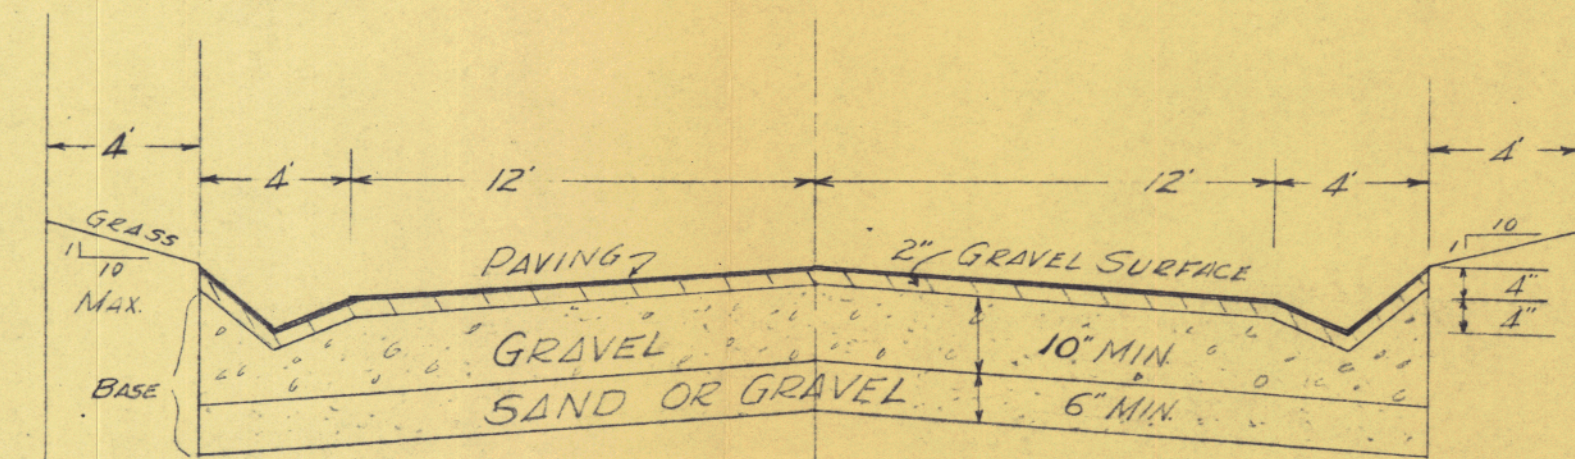 4' 4'
4' 12' 12' 4'
GRASS
1 10
MAX.
PAVING
2" GRAVEL SURFACE
1 10
4"
4"
GRAVEL
10" MIN.
BASE
SAND OR GRAVEL
6" MIN.